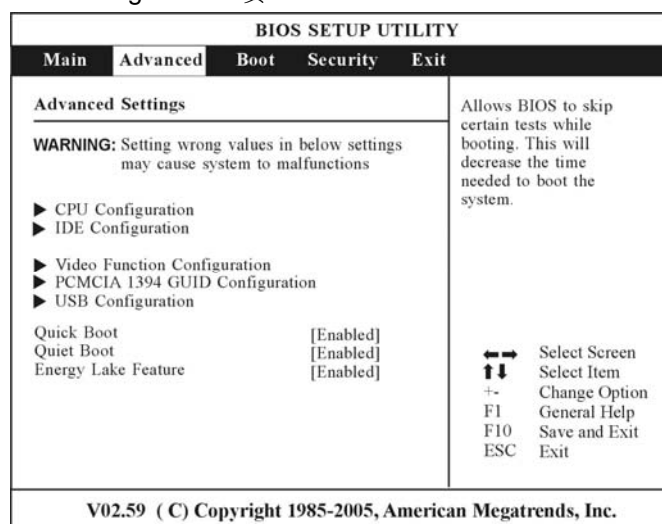 BIOS SETUP UTILITY
Main Advanced Boot Security Exit
Advanced Settings
WARNING: Setting wrong values in below settings
may cause system to malfunctions
▶ CPU Configuration
▶ IDE Configuration
▶ Video Function Configuration
▶ PCMCIA 1394 GUID Configuration
▶ USB Configuration
Quick Boot [Enabled]
Quiet Boot [Enabled]
Energy Lake Feature [Enabled]
Allows BIOS to skip
certain tests while
booting. This will
decrease the time
needed to boot the
system.
←→ Select Screen
↑↓ Select Item
+- Change Option
F1 General Help
F10 Save and Exit
ESC Exit
V02.59 ( C) Copyright 1985-2005, American Megatrends, Inc.